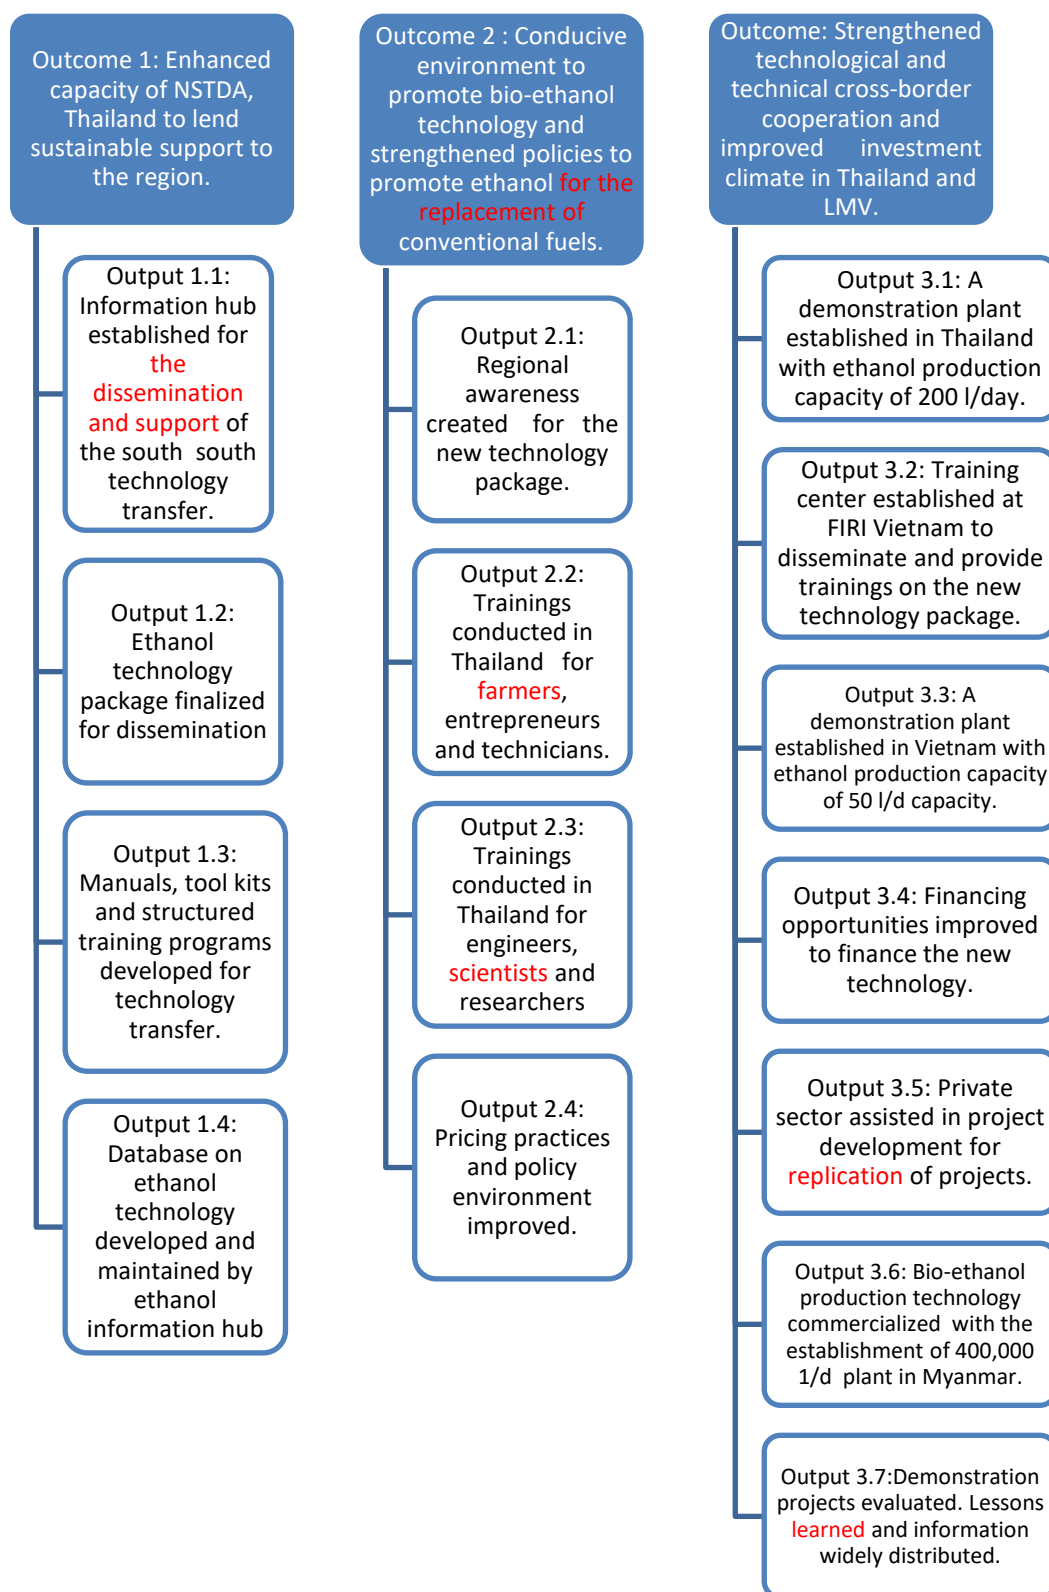 Outcome 1: Enhanced
capacity of NSTDA,
Thailand to lend
sustainable support to
the region.
Output 1.1:
Information hub
established for
the
dissemination
and support of
the south south
technology
transfer.
Output 1.2:
Ethanol
technology
package finalized
for dissemination
Output 1.3:
Manuals, tool kits
and structured
training programs
developed for
technology
transfer.
Output 1.4:
Database on
ethanol
technology
developed and
maintained by
ethanol
information hub
Outcome 2 : Conducive
environment to
promote bio-ethanol
technology and
strengthened policies to
promote ethanol for the
replacement of
conventional fuels.
Output 2.1:
Regional
awareness
created for the
new technology
package.
Output 2.2:
Trainings
conducted in
Thailand for
farmers,
entrepreneurs
and technicians.
Output 2.3:
Trainings
conducted in
Thailand for
engineers,
scientists and
researchers
Output 2.4:
Pricing practices
and policy
environment
improved.
Outcome: Strengthened
technological and
technical cross-border
cooperation and
improved investment
climate in Thailand and
LMV.
Output 3.1: A
demonstration plant
established in Thailand
with ethanol production
capacity of 200 l/day.
Output 3.2: Training
center established at
FIRI Vietnam to
disseminate and provide
trainings on the new
technology package.
Output 3.3: A
demonstration plant
established in Vietnam with
ethanol production capacity
of 50 l/d capacity.
Output 3.4: Financing
opportunities improved
to finance the new
technology.
Output 3.5: Private
sector assisted in project
development for
replication of projects.
Output 3.6: Bio-ethanol
production technology
commercialized with the
establishment of 400,000
1/d plant in Myanmar.
Output 3.7:Demonstration
projects evaluated. Lessons
learned and information
widely distributed.